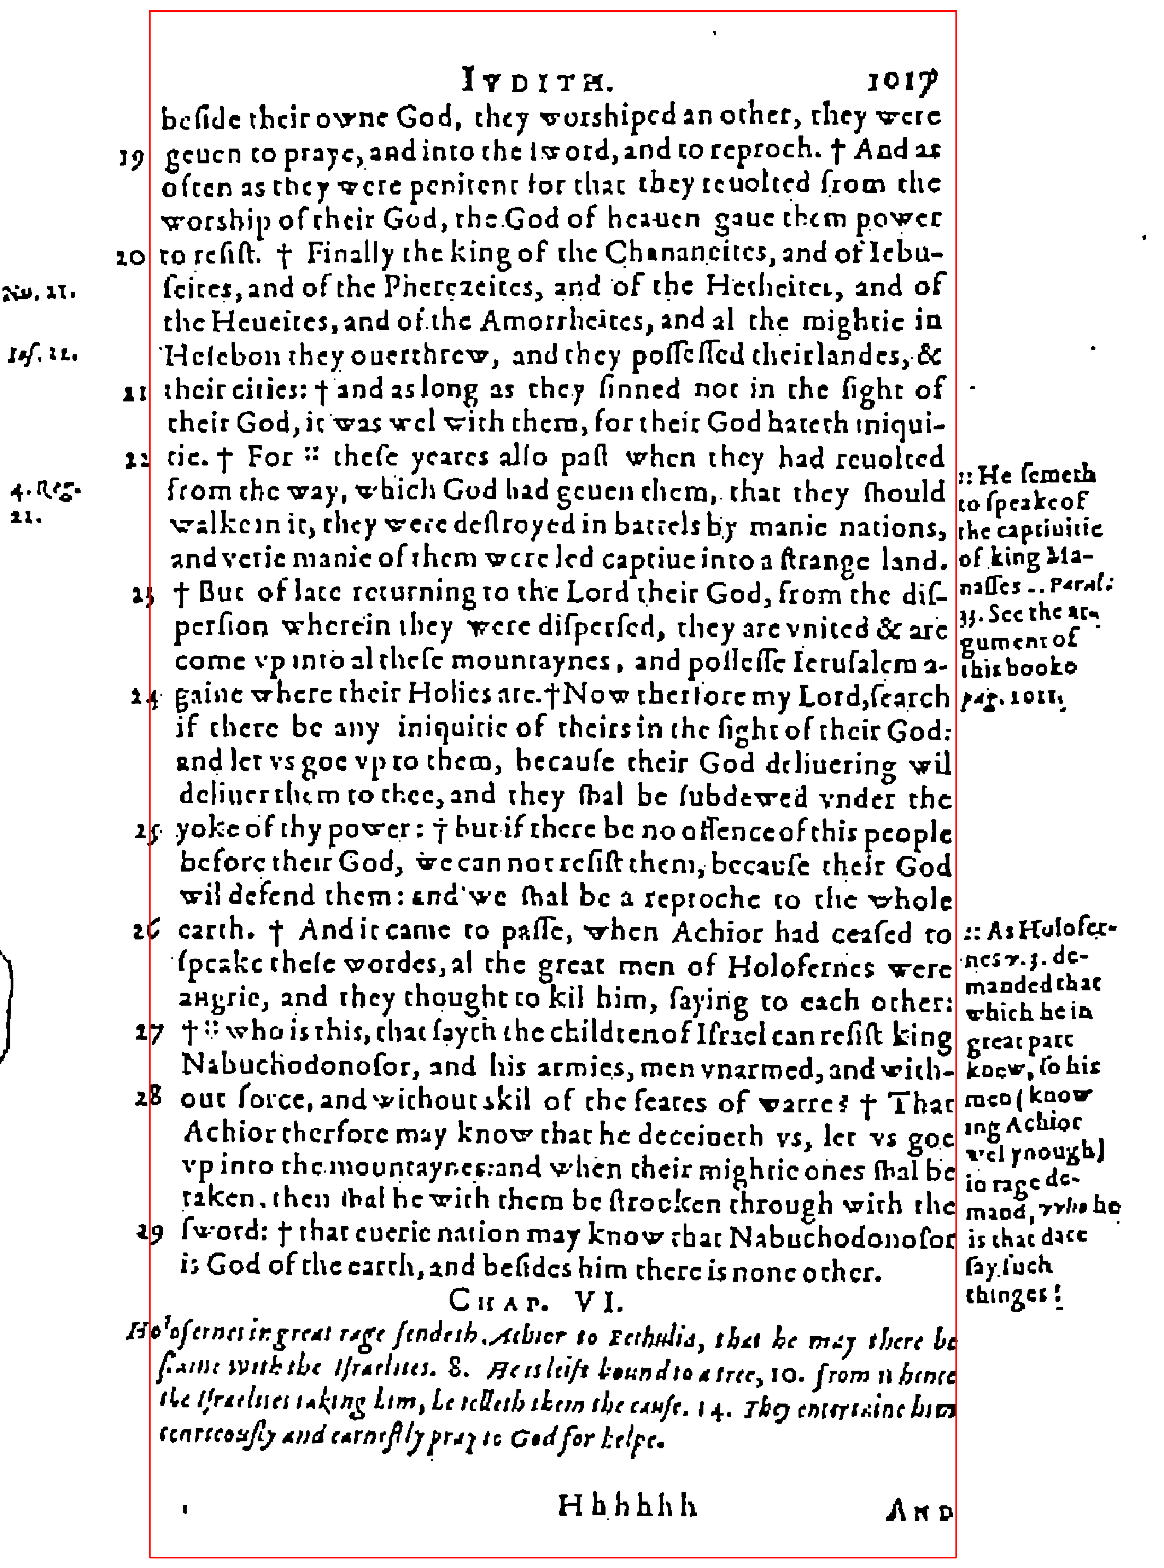 IVDITH. 1017
beſide their owne God, they worshiped an other, they were
19 geuen to praye, and into the ſword, and to reproch. † And as
often as they were penitent for that they reuolted from the
worship of their God, the God of heauen gaue them power
20 to reſiſt. † Finally the king of the Chananeites, and of Iebu-
ſeites, and of the Pherezeites, and of the Hetheites, and of
Nu. 21.
the Heueites, and of the Amorrheites, and al the mightie in
Ioſ. 12.
Heſebon they ouerthrew, and they poſſeſſed their landes, &
21 their cities: † and as long as they ſinned not in the ſight of
their God, it was wel with them, for their God hateth iniqui-
22 tie. † For :: theſe yeares alſo paſt when they had reuolted
4. Reg.
21.
from the way, which God had geuen them, that they ſhould
walke in it, they were deſtroyed in battels by manie nations,
and verie manie of them were led captiue into a ſtrange land.
23 † But of late returning to the Lord their God, from the diſ-
perſion wherein they were diſperſed, they are vnited & are
come vp into al theſe mountaynes, and poſſeſſe Ieruſalem a-
24 gaine where their Holies are. † Now therfore my Lord, ſearch
if there be any iniquitie of theirs in the ſight of their God:
and let vs goe vp to them, becauſe their God deliuering wil
deliuer them to thee, and they ſhal be ſubdewed vnder the
25 yoke of thy power: † but if there be no offence of this people
before their God, we can not reſiſt them, becauſe their God
wil defend them: and we ſhal be a reproche to the whole
26 earth. † And it came to paſſe, when Achior had ceaſed to
ſpeake theſe wordes, al the great men of Holofernes were
angrie, and they thought to kil him, ſaying to each other:
27 † :: who is this, that ſayth the children of Iſrael can reſiſt king
Nabuchodonoſor, and his armies, men vnarmed, and with-
28 out force, and without skil of the feates of warre? † That
Achior therfore may know that he deceiueth vs, let vs goe
vp into the mountaynes: and when their mightie ones ſhal be
taken, then ſhal he with them be ſtrocken through with the
29 ſword: † that euerie nation may know that Nabuchodonoſor
is God of the earth, and beſides him there is none other.
:: He ſemeth
to ſpeake of
the captiuitie
of king Ma-
naſſes 2. Paral.
33. See the ar-
gument of
this booke
pag. 1011.
:: As Holofer-
nes v. 3. de-
manded that
which he in
great part
knew, ſo his
men (know
ing Achior
wel ynough)
in rage de-
mand, who he
is that dare
ſay ſuch
thinges?
CHAP. VI.
Holofernes in great rage ſendeth Achior to Bethulia, that he may there be
ſlaine with the Iſraelites. 8. He is leift bound to a tree, 10. from whence
the Iſraelites taking him, he telleth them the cauſe. 14. They entertaine him
courteouſly and earneſtly pray to God for helpe.
Hhhhhh AND